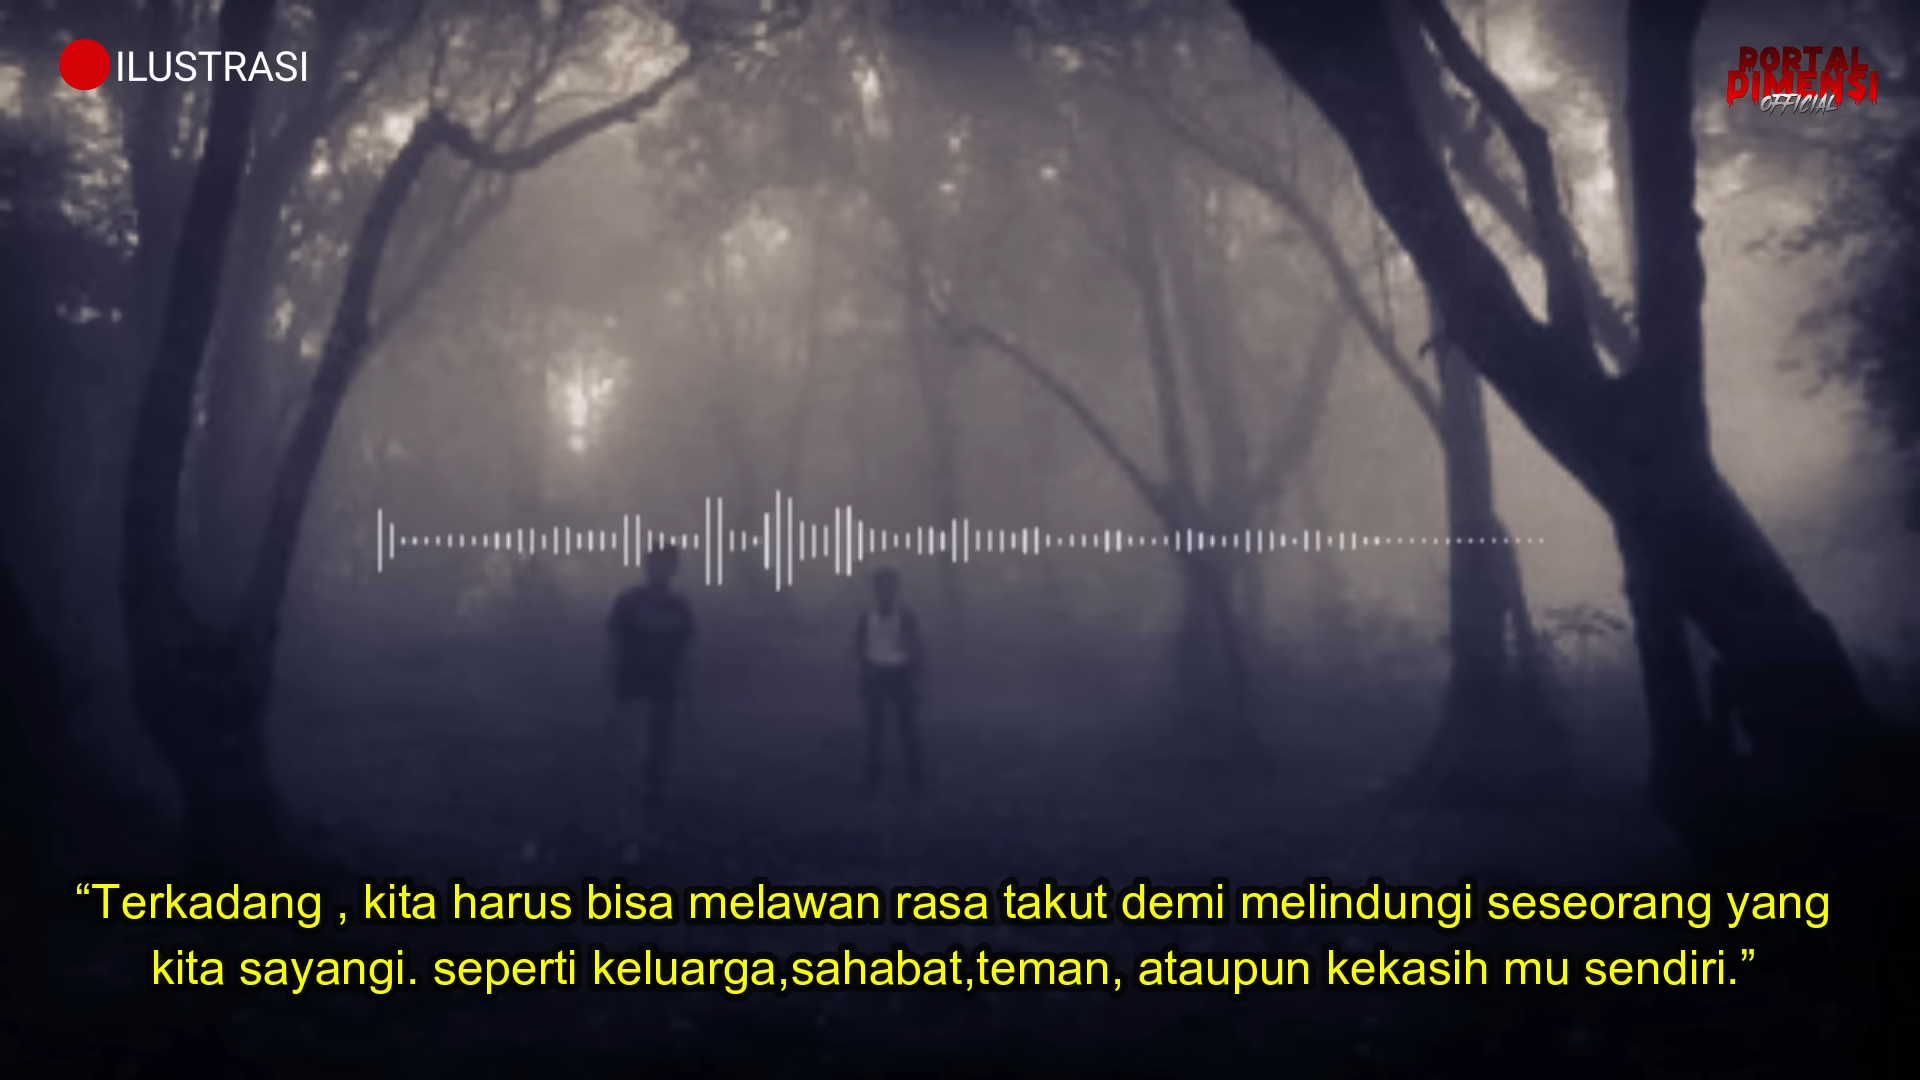 ILUSTRASI
PORTAL
DIMENSI
OFFICIAL
“Terkadang , kita harus bisa melawan rasa takut demi melindungi seseorang yang
kita sayangi. seperti keluarga,sahabat,teman, ataupun kekasih mu sendiri.”